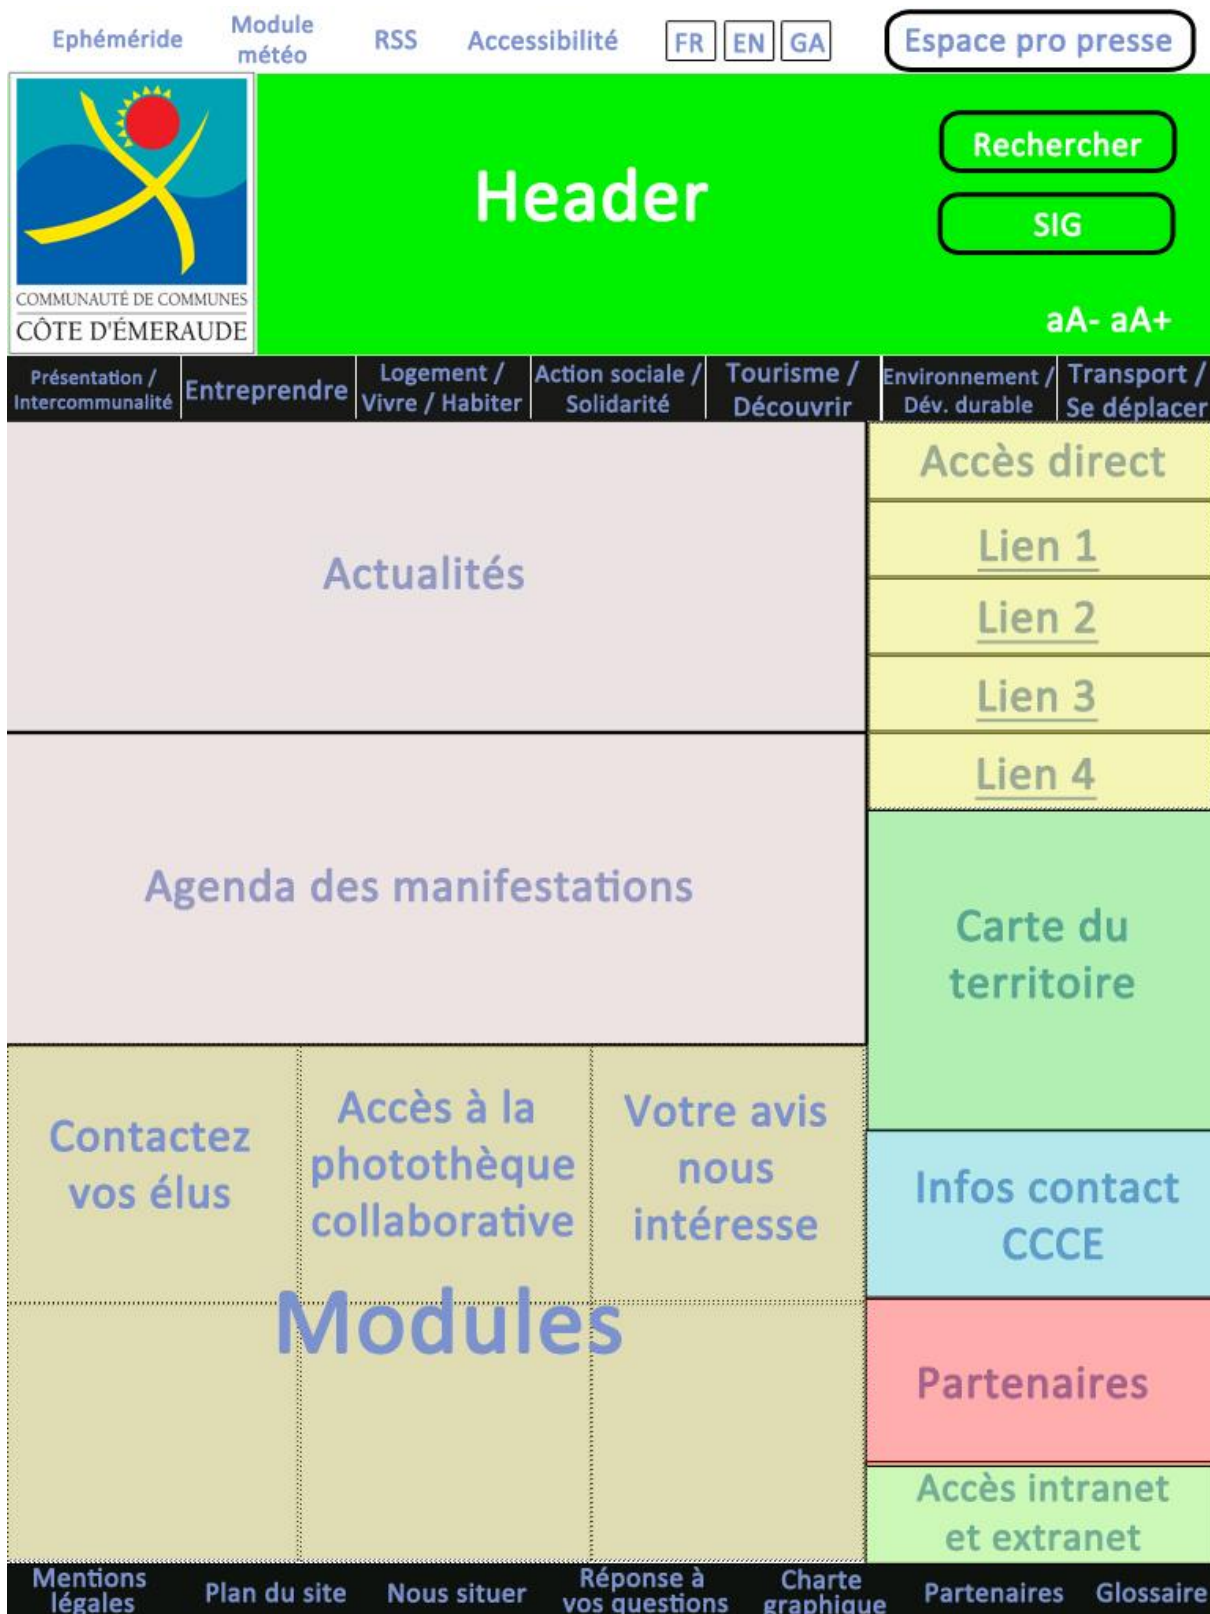 Ephéméride
Module
météo
RSS
Accessibilité
FR EN GA
Espace pro presse
Header
Rechercher
SIG
aA- aA+
COMMUNAUTÉ DE COMMUNES
CÔTE D'ÉMERAUDE
Présentation /
Intercommunalité
Entreprendre
Logement /
Vivre / Habiter
Action sociale /
Solidarité
Tourisme /
Découvrir
Environnement /
Dév. durable
Transport /
Se déplacer
Actualités
Accès direct
Lien 1
Lien 2
Lien 3
Lien 4
Agenda des manifestations
Carte du
territoire
Contactez
vos élus
Accès à la
photothèque
collaborative
Votre avis
nous
intéresse
Modules
Infos contact
CCCE
Partenaires
Accès intranet
et extranet
Mentions
légales
Plan du site
Nous situer
Réponse à
vos questions
Charte
graphique
Partenaires
Glossaire